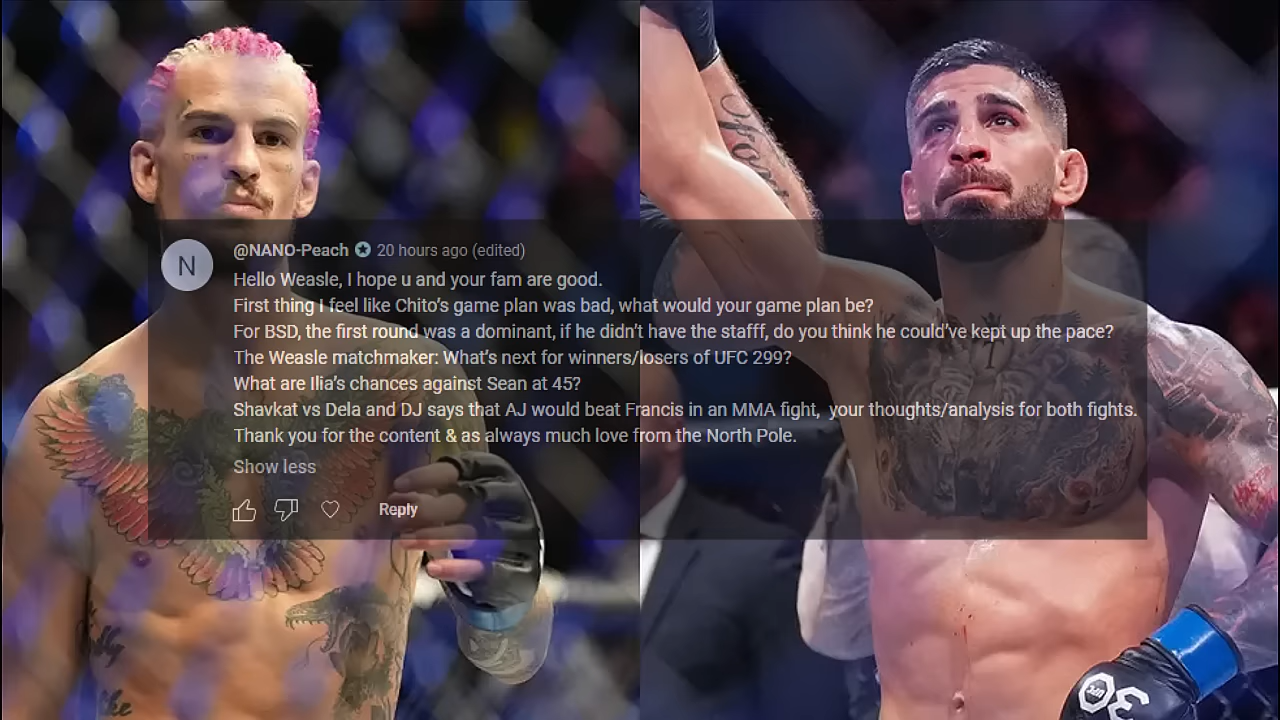 @NANO-Peach 20 hours ago (edited)
N
Hello Weasle, I hope u and your fam are good.
First thing I feel like Chito's game plan was bad, what would your game plan be?
For BSD, the first round was a dominant, if he didn't have the stafff, do you think he could've kept up the pace?
The Weasle matchmaker: What's next for winners/losers of UFC 299?
What are Ilia's chances against Sean at 45?
Shavkat vs Dela and DJ says that AJ would beat Francis in an MMA fight, your thoughts/analysis for both fights.
Thank you for the content & as always much love from the North Pole.
Show less
Reply
UFC